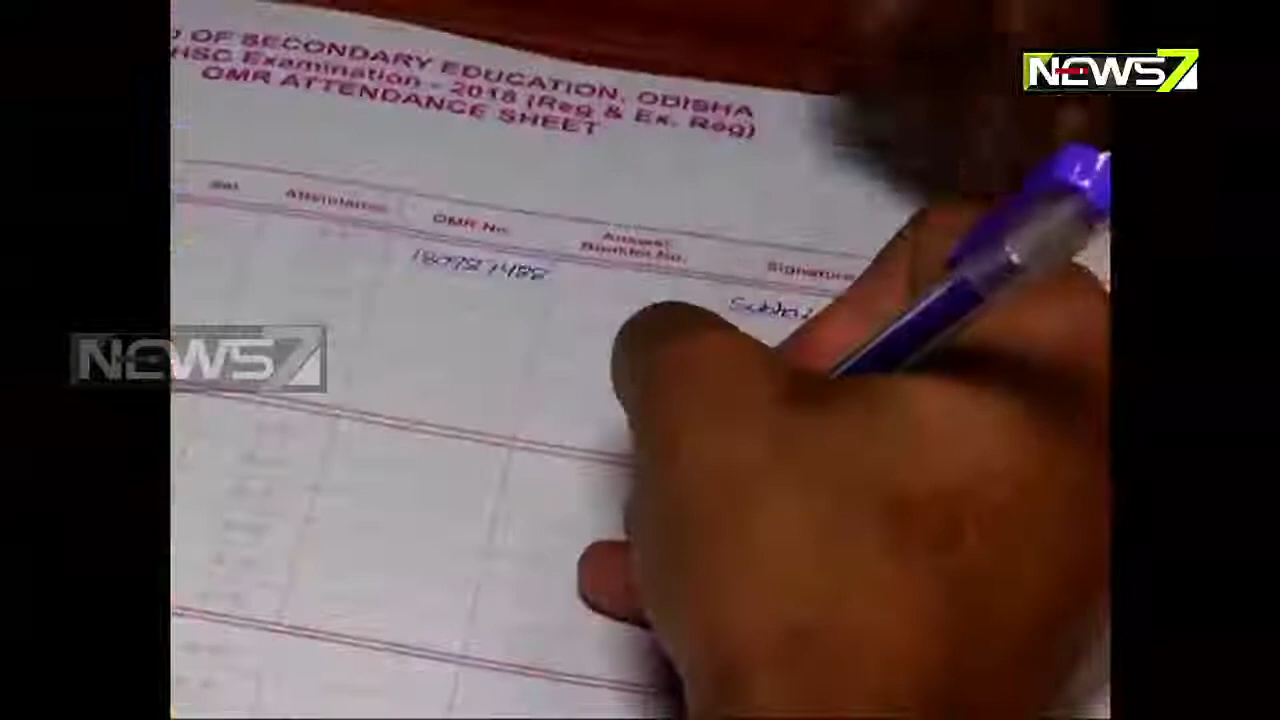 NEWS7
OF SECONDARY EDUCATION, ODISHA
HSC Examination - 2018 (Reg & Ex. Reg)
OMR ATTENDANCE SHEET
Attendance
OMR No.
Answer
Booklet No.
Signature
NEWS7